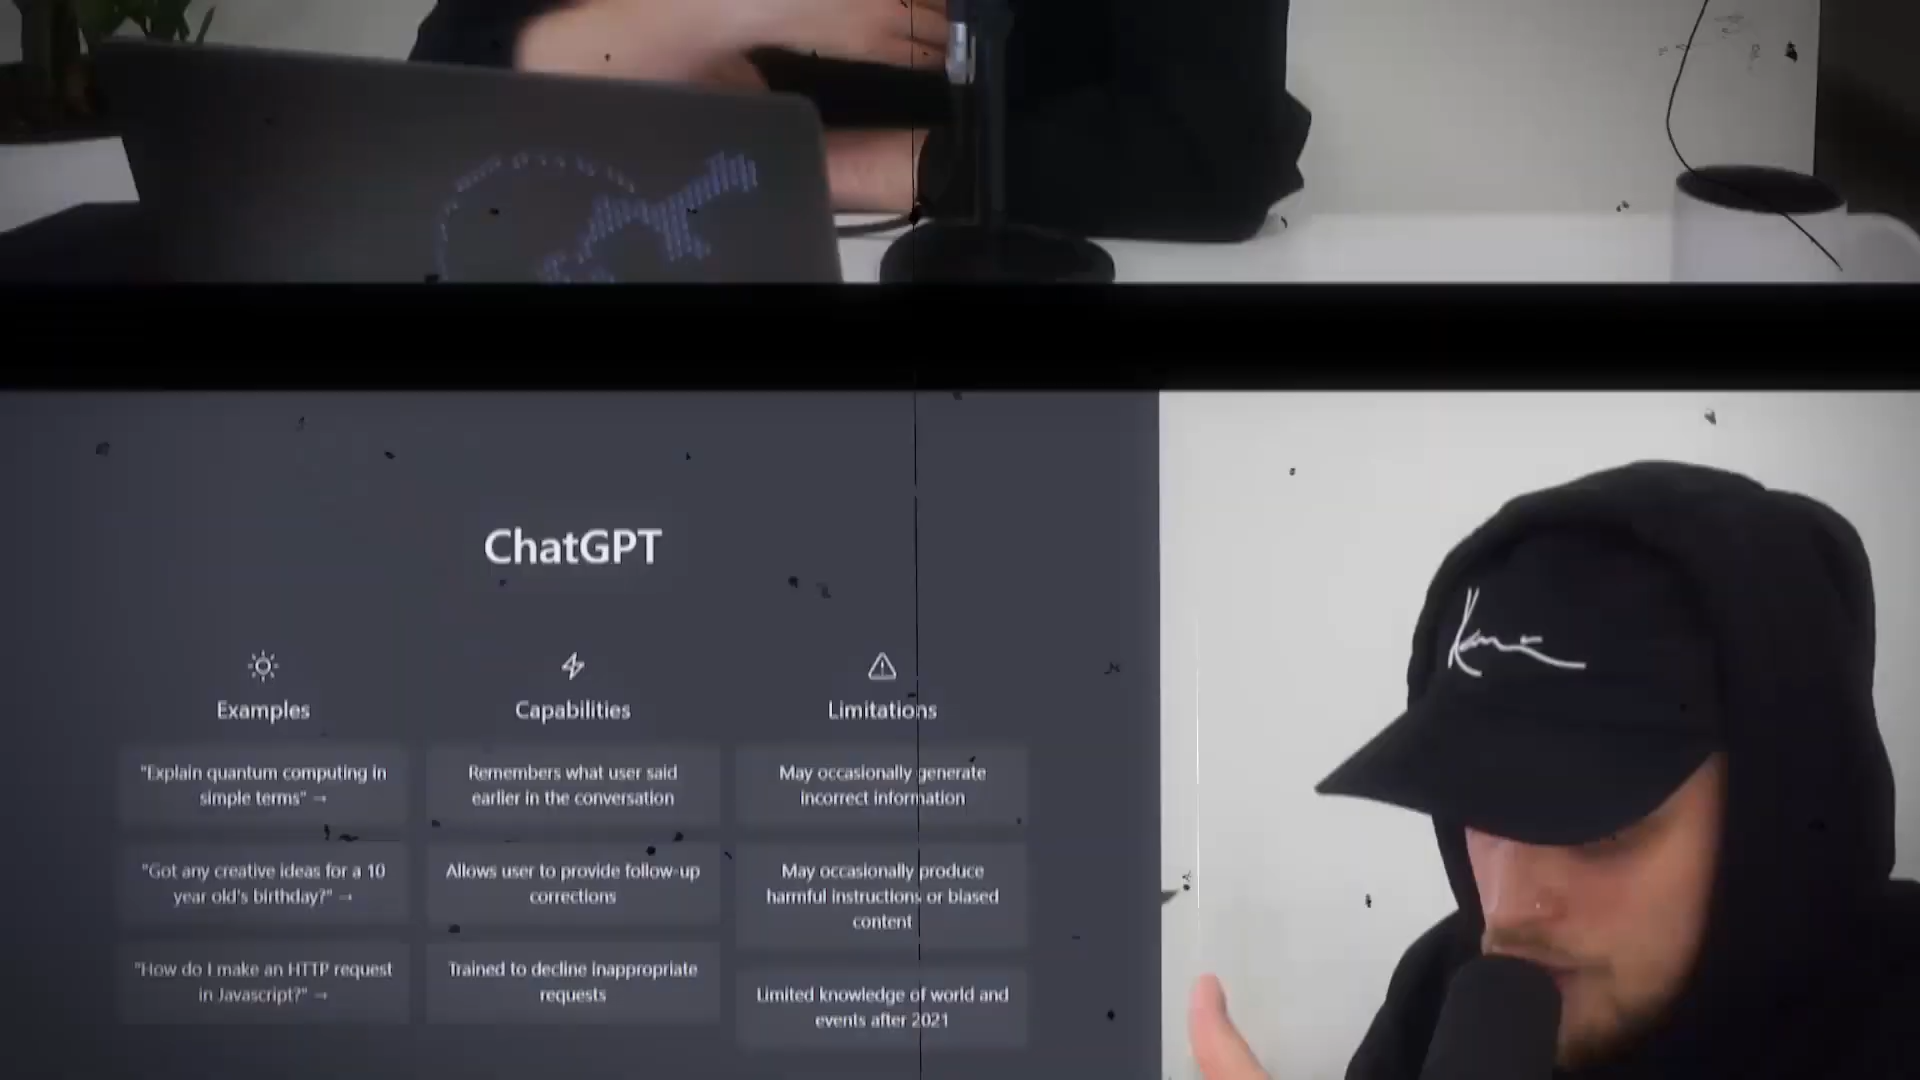 ChatGPT
Examples
Capabilities
Limitations
"Explain quantum computing in
simple terms" →
Remembers what user said
earlier in the conversation
May occasionally generate
incorrect information
"Got any creative ideas for a 10
year old's birthday?" →
Allows user to provide follow-up
corrections
May occasionally produce
harmful instructions or biased
content
"How do I make an HTTP request
in Javascript?" →
Trained to decline inappropriate
requests
Limited knowledge of world and
events after 2021